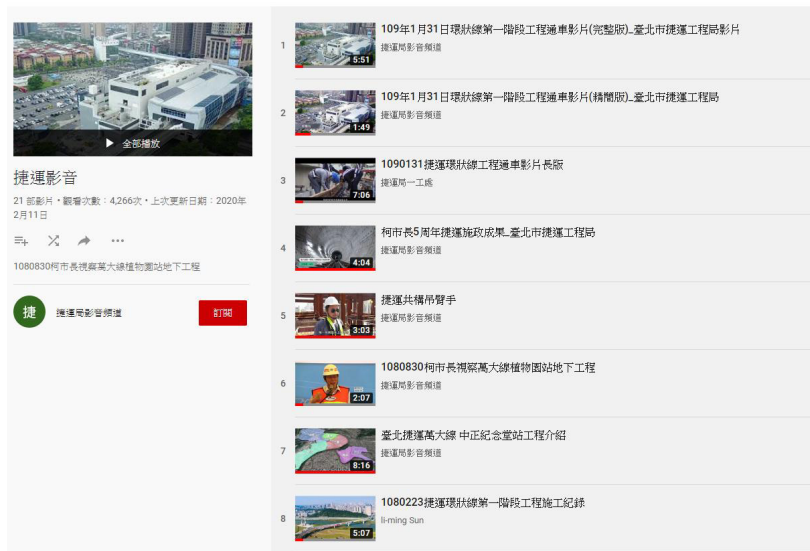 全部播放
捷運影音
21 部影片・觀看次數：4,266次・上次更新日期：2020年
2月11日
1080830柯市長視察萬大線植物園站地下工程
捷
捷運局影音頻道
訂閱
1
5:51
109年1月31日環狀線第一階段工程通車影片(完整版)_臺北市捷運工程局影片
捷運局影音頻道
2
1:49
109年1月31日環狀線第一階段工程通車影片(精簡版)_臺北市捷運工程局
捷運局影音頻道
3
7:06
1090131捷運環狀線工程通車影片長版
捷運局一工處
4
4:04
柯市長5周年捷運施政成果_臺北市捷運工程局
捷運局影音頻道
5
3:03
捷運共構吊臂手
捷運局影音頻道
6
2:07
1080830柯市長視察萬大線植物園站地下工程
捷運局影音頻道
7
8:16
臺北捷運萬大線 中正紀念堂站工程介紹
捷運局影音頻道
8
5:07
1080223捷運環狀線第一階段工程施工紀錄
li-ming Sun